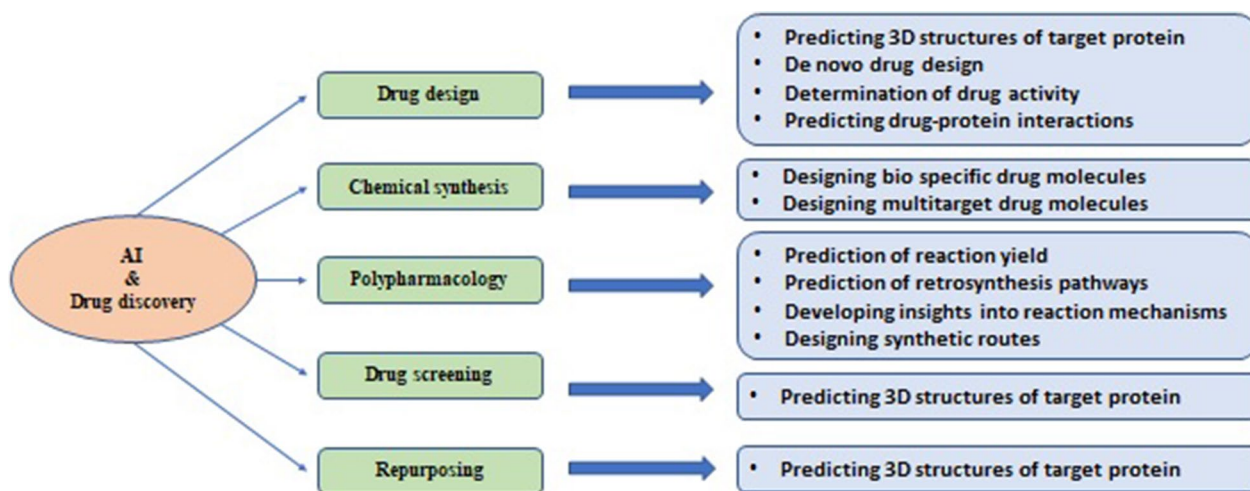 AI
&
Drug discovery
Drug design
• Predicting 3D structures of target protein
• De novo drug design
• Determination of drug activity
• Predicting drug-protein interactions
Chemical synthesis
• Designing bio specific drug molecules
• Designing multitarget drug molecules
Polypharmacology
• Prediction of reaction yield
• Prediction of retrosynthesis pathways
• Developing insights into reaction mechanisms
• Designing synthetic routes
Drug screening
• Predicting 3D structures of target protein
Repurposing
• Predicting 3D structures of target protein